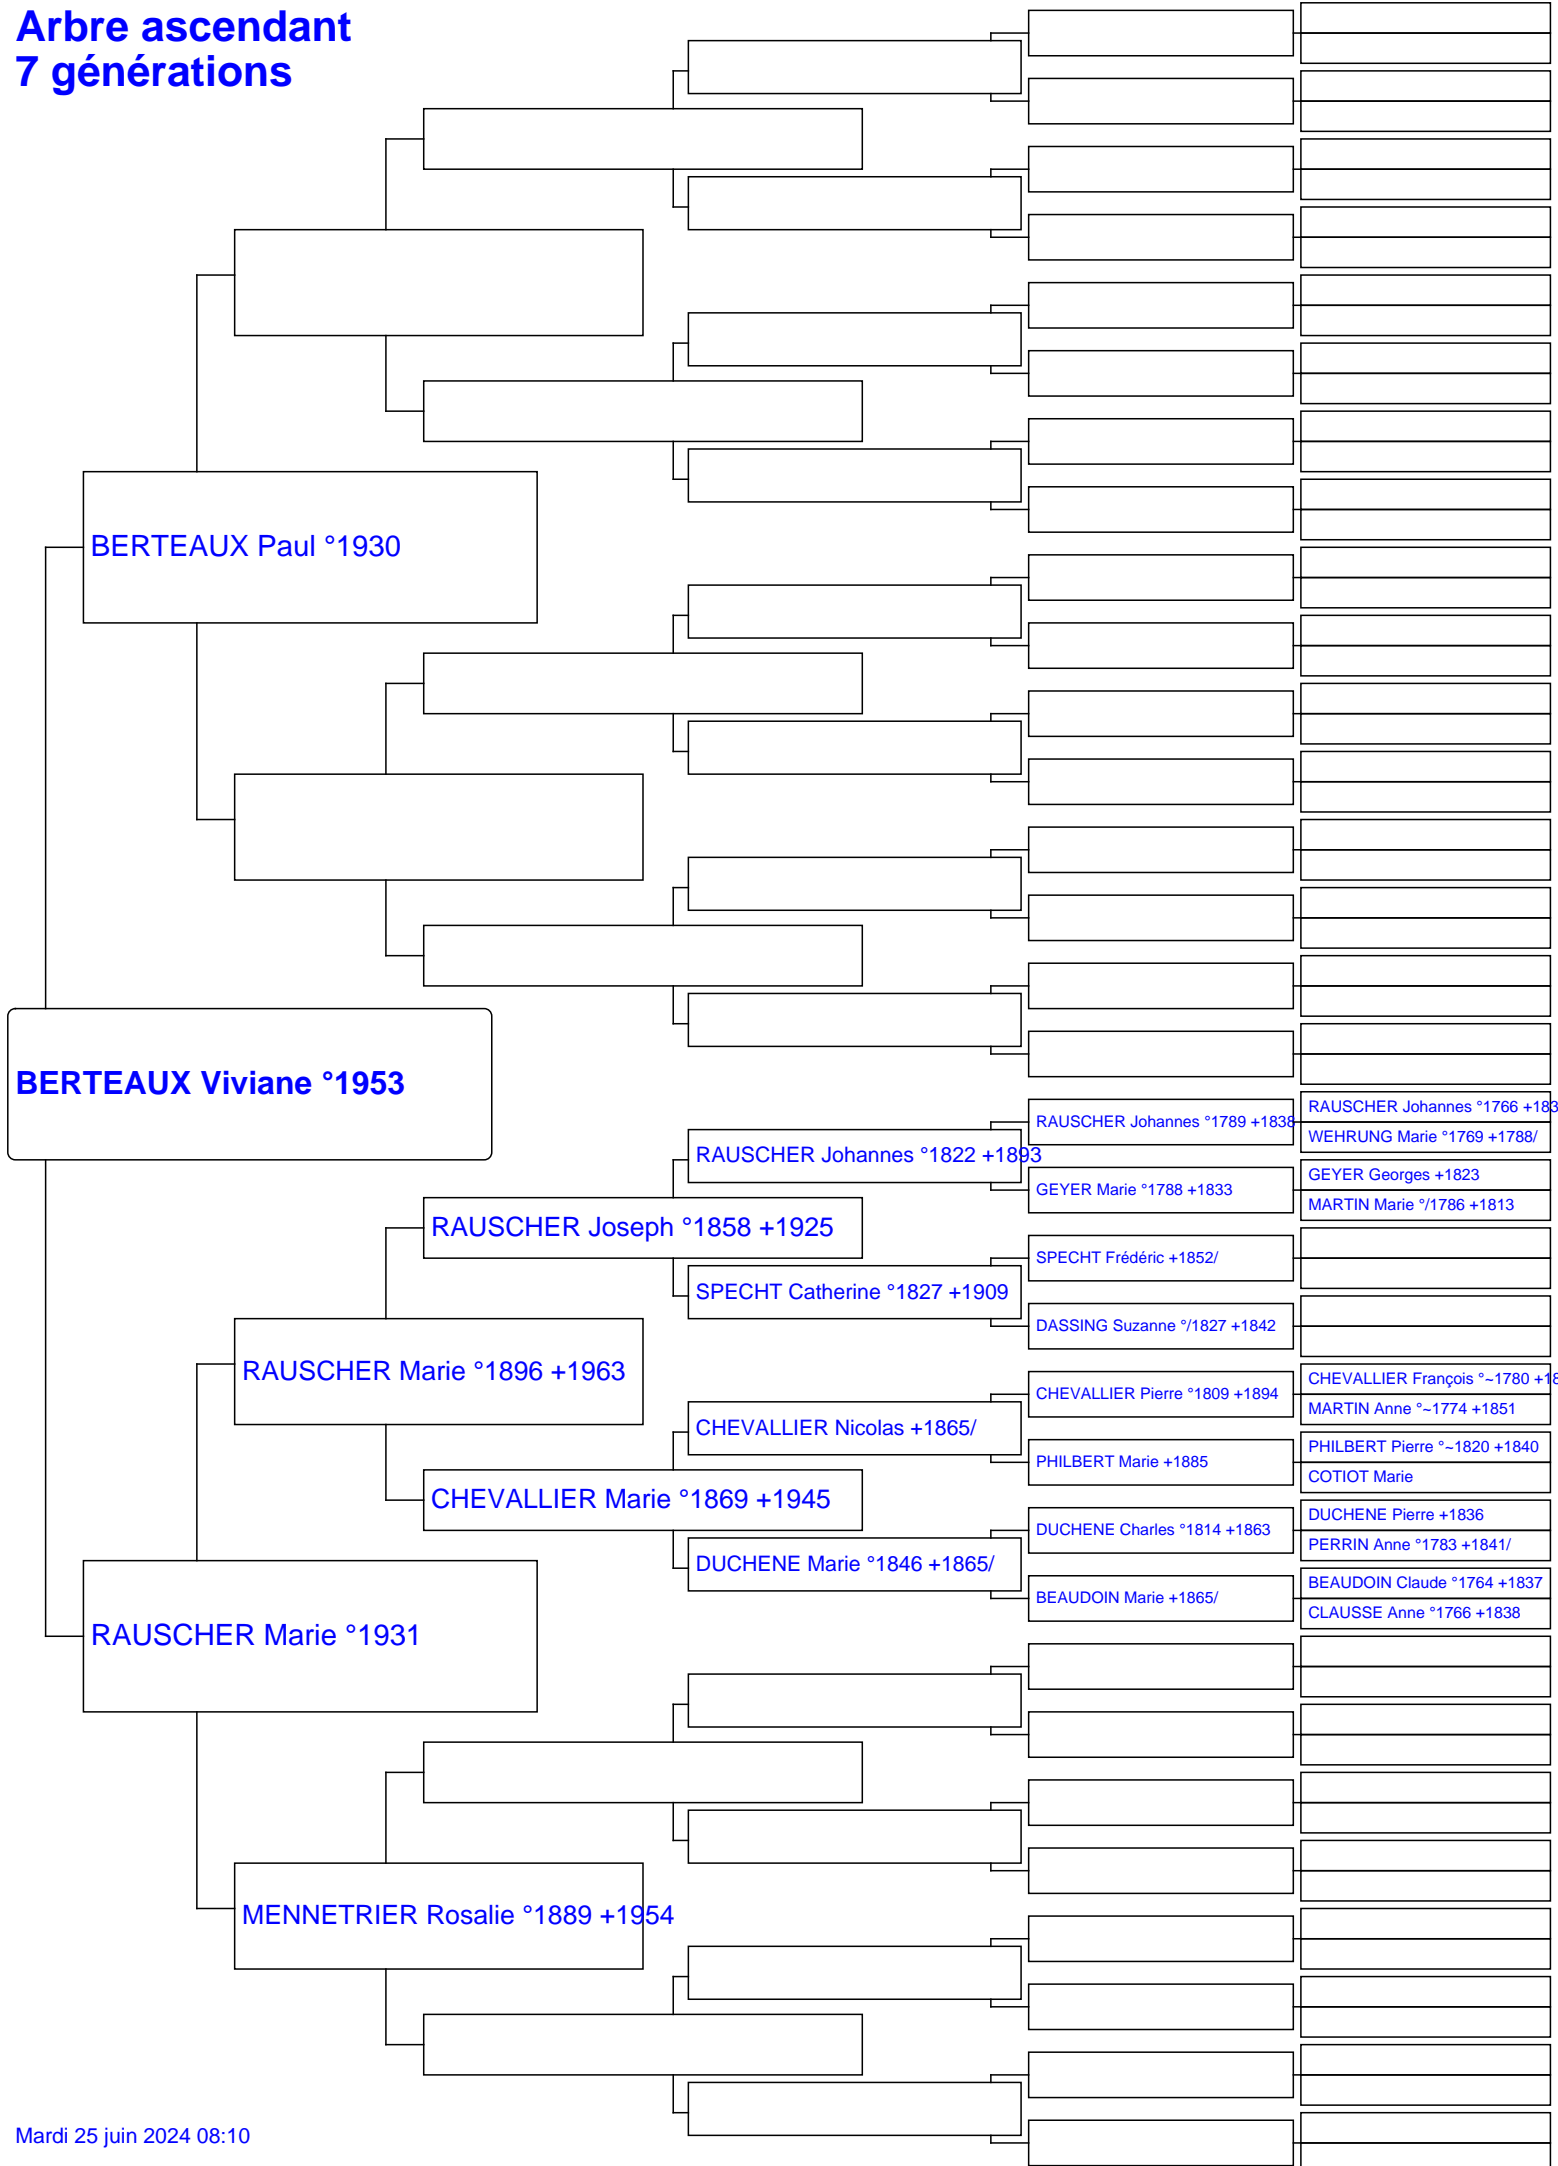 Arbre ascendant
7 générations
BERTEAUX Paul °1930
BERTEAUX Viviane °1953
RAUSCHER Johannes °1789 +1838
RAUSCHER Johannes °1766 +183
WEHRUNG Marie °1769 +1788/
RAUSCHER Johannes °1822 +1893
GEYER Marie °1788 +1833
GEYER Georges +1823
MARTIN Marie °/1786 +1813
RAUSCHER Joseph °1858 +1925
SPECHT Frédéric +1852/
SPECHT Catherine °1827 +1909
DASSING Suzanne °/1827 +1842
RAUSCHER Marie °1896 +1963
CHEVALLIER Pierre °1809 +1894
CHEVALLIER François °~1780 +18
MARTIN Anne °~1774 +1851
CHEVALLIER Nicolas +1865/
PHILBERT Marie +1885
PHILBERT Pierre °~1820 +1840
COTIOT Marie
CHEVALLIER Marie °1869 +1945
DUCHENE Charles °1814 +1863
DUCHENE Pierre +1836
PERRIN Anne °1783 +1841/
DUCHENE Marie °1846 +1865/
BEAUDOIN Marie +1865/
BEAUDOIN Claude °1764 +1837
CLAUSSE Anne °1766 +1838
RAUSCHER Marie °1931
MENNETRIER Rosalie °1889 +1954
Mardi 25 juin 2024 08:10